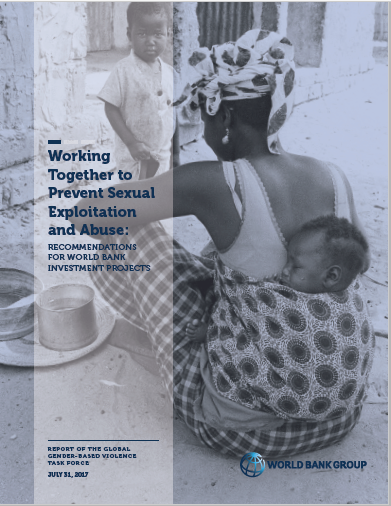 Working
Together to
Prevent Sexual
Exploitation
and Abuse:
RECOMMENDATIONS
FOR WORLD BANK
INVESTMENT PROJECTS
REPORT OF THE GLOBAL
GENDER-BASED VIOLENCE
TASK FORCE
JULY 31, 2017
WORLD BANK GROUP